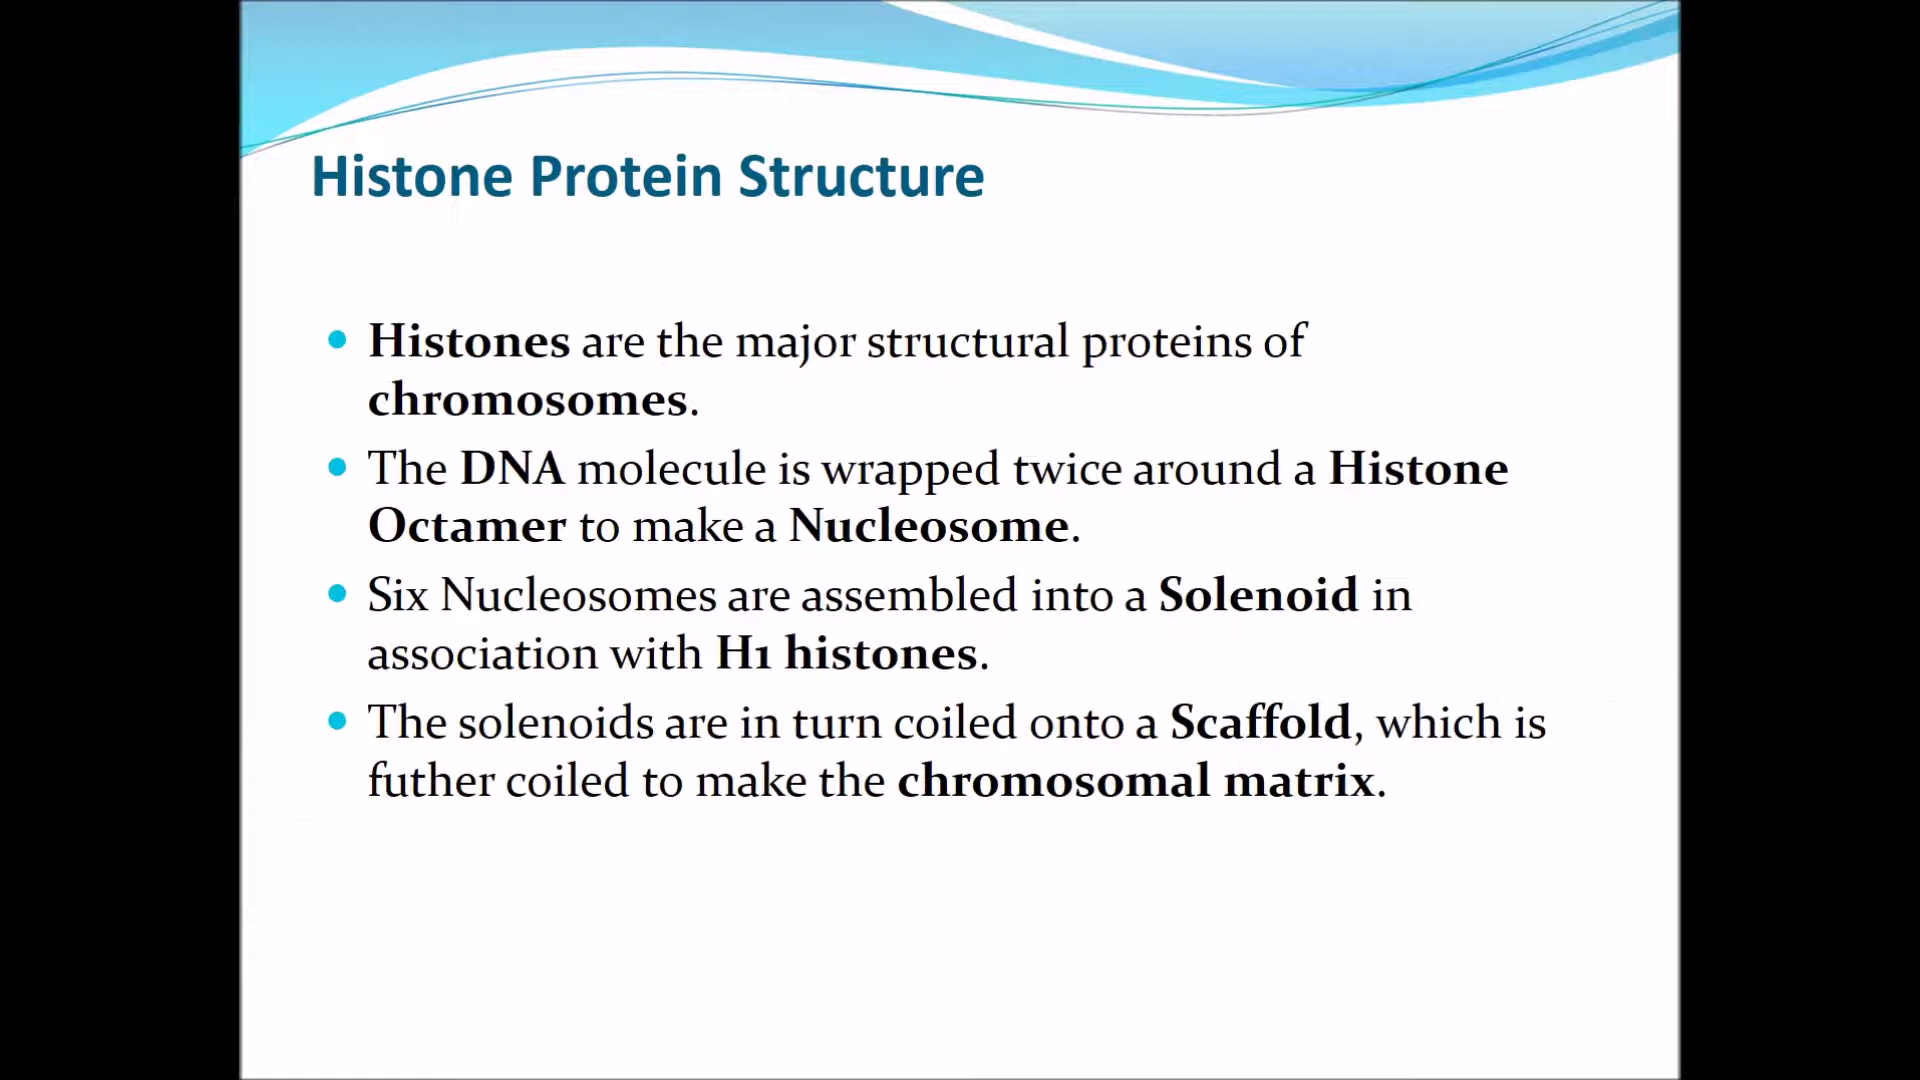 Histone Protein Structure
Histones are the major structural proteins of
chromosomes.
The DNA molecule is wrapped twice around a Histone
Octamer to make a Nucleosome.
Six Nucleosomes are assembled into a Solenoid in
association with H1 histones.
The solenoids are in turn coiled onto a Scaffold, which is
futher coiled to make the chromosomal matrix.